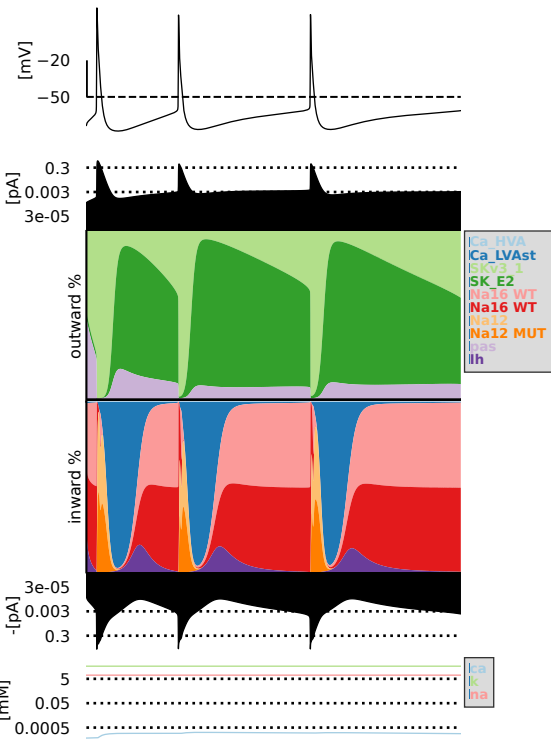 [mV]
−20
−50
[pA]
0.3
0.003
3e-05
outward %
Ca_HVA
Ca_LVAst
SKv3_1
SK_E2
Na16 WT
Na16 WT
Na12
Na12 MUT
pas
Ih
inward %
-[pA]
3e-05
0.003
0.3
[mM]
5
0.05
0.0005
ca
k
na